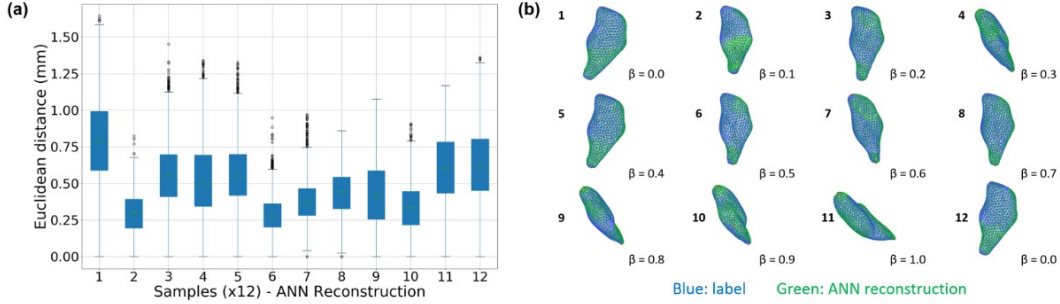 (a)
Euclidean distance (mm)
1.50
1.25
1.00
0.75
0.50
0.25
0.00
1 2 3 4 5 6 7 8 9 10 11 12
Samples (x12) - ANN Reconstruction
(b)
1 2 3 4
β = 0.0 β = 0.1 β = 0.2 β = 0.3
5 6 7 8
β = 0.4 β = 0.5 β = 0.6 β = 0.7
9 10 11 12
β = 0.8 β = 0.9 β = 1.0 β = 0.0
Blue: label Green: ANN reconstruction